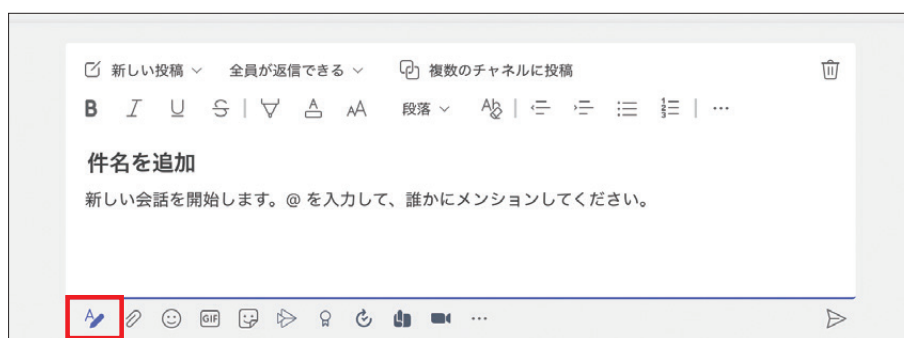 新しい投稿 全員が返信できる 複数のチャネルに投稿
B I U S A AA 段落 Ab
件名を追加
新しい会話を開始します。@ を入力して、誰かにメンションしてください。
A GIF